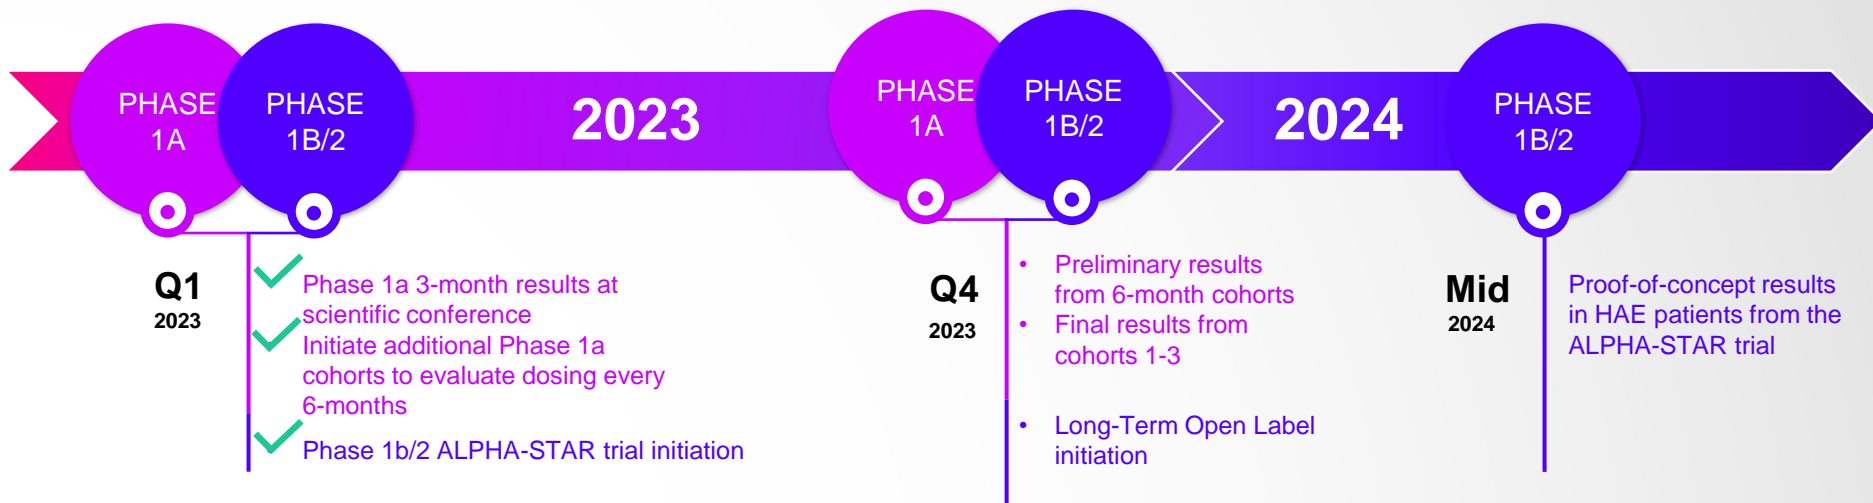 PHASE
1A
PHASE
1B/2
2023
PHASE
1A
PHASE
1B/2
2024
PHASE
1B/2
Q1
2023
Phase 1a 3-month results at
scientific conference
Initiate additional Phase 1a
cohorts to evaluate dosing every
6-months
Phase 1b/2 ALPHA-STAR trial initiation
Q4
2023
• Preliminary results
from 6-month cohorts
• Final results from
cohorts 1-3
• Long-Term Open Label
initiation
Mid
2024
Proof-of-concept results
in HAE patients from the
ALPHA-STAR trial